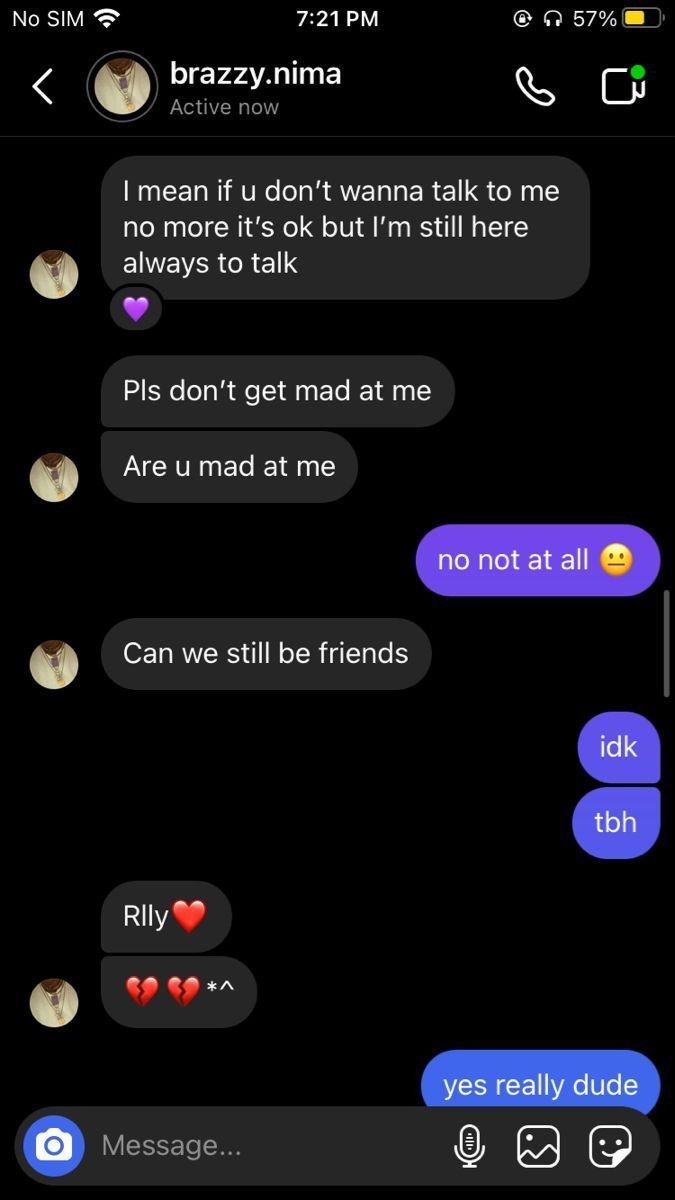 No SIM 7:21 PM 57%
brazzy.nima
Active now
I mean if u don't wanna talk to me
no more it's ok but I'm still here
always to talk
💜
Pls don't get mad at me
Are u mad at me
no not at all 😐
Can we still be friends
idk
tbh
Rlly❤️
💔💔*^
yes really dude
Message...